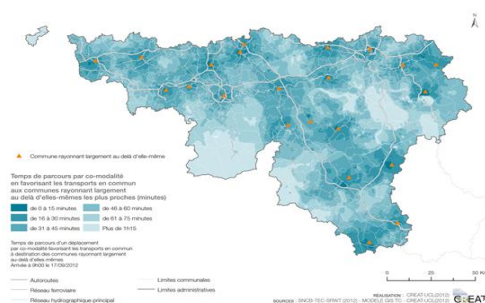 N
Commune rayonnant largement au delà d'elle-même
Temps de parcours par co-modalité
en favorisant les transports en commun
aux communes rayonnant largement
au delà d'elles-mêmes les plus proches (minutes)
de 0 à 15 minutes
de 46 à 60 minutes
de 16 à 30 minutes
de 61 à 75 minutes
de 31 à 45 minutes
Plus de 1h15
Temps de parcours d'un déplacement
par co-modalité favorisant les transports en commun
à destination des communes rayonnant largement
au delà d'elles-mêmes.
Arrivée à 9h00 le 17/09/2012
Autoroutes
Limites communales
Réseau ferroviaire
Limites administratives
Réseau hydrographique principal
0
25
50
RÉALISATION : CREAT-UCL(2012)
SOURCES : SNCB-TEC-SPWT (2012) - MODELE GIS TC - CREAT-UCL(2012)
CREAT